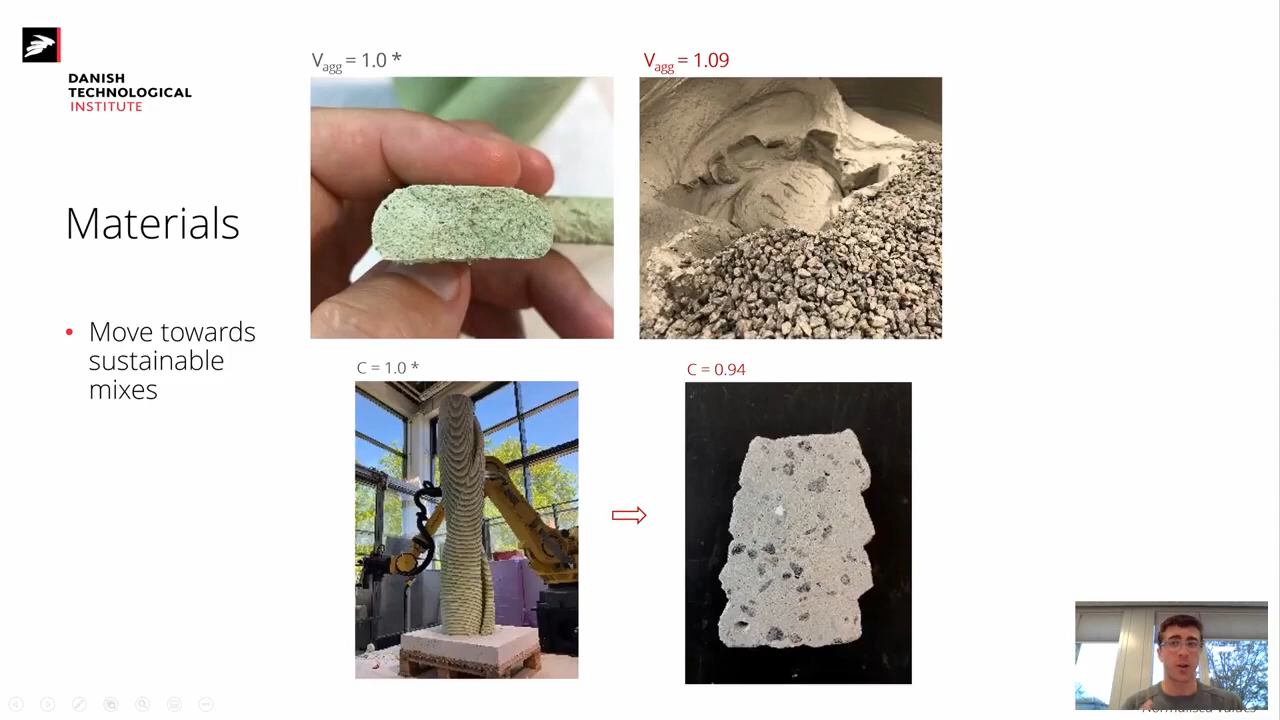 DANISH
TECHNOLOGICAL
INSTITUTE
Materials
• Move towards
sustainable
mixes
Vagg = 1.0 *
Vagg = 1.09
C = 1.0 *
C = 0.94